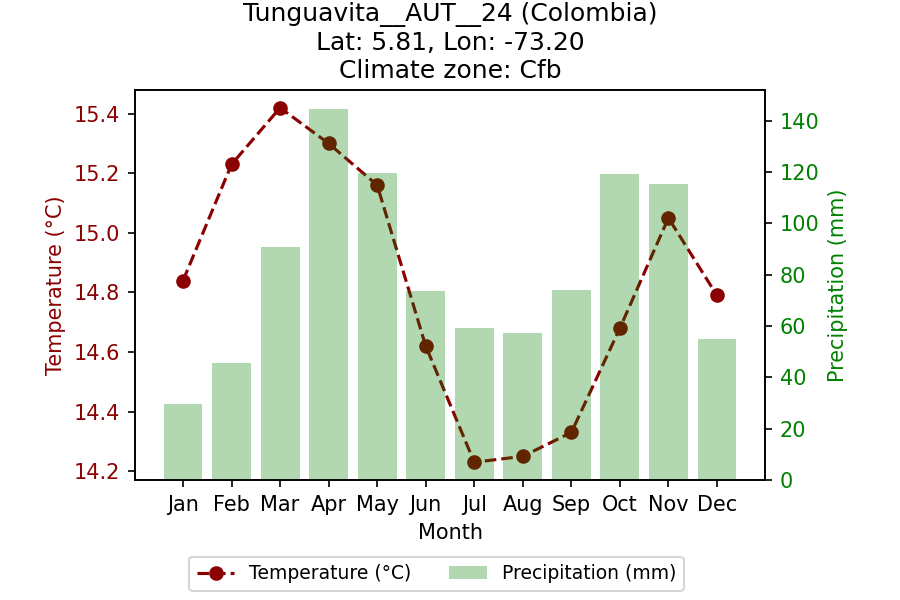 Tunguavita__AUT__24 (Colombia)
Lat: 5.81, Lon: -73.20
Climate zone: Cfb
15.4
15.2
15.0
14.8
14.6
14.4
14.2
Temperature (°C)
140
120
100
80
60
40
20
0
Precipitation (mm)
Jan Feb Mar Apr May Jun Jul Aug Sep Oct Nov Dec
Month
Temperature (°C) Precipitation (mm)